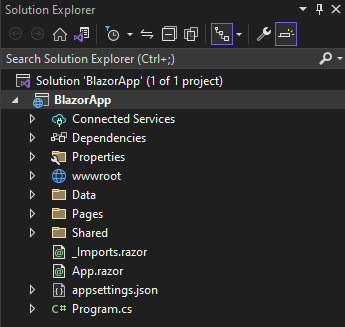 Solution Explorer
Search Solution Explorer (Ctrl+;)
Solution 'BlazorApp' (1 of 1 project)
BlazorApp
Connected Services
Dependencies
Properties
wwwroot
Data
Pages
Shared
_Imports.razor
App.razor
appsettings.json
C# Program.cs